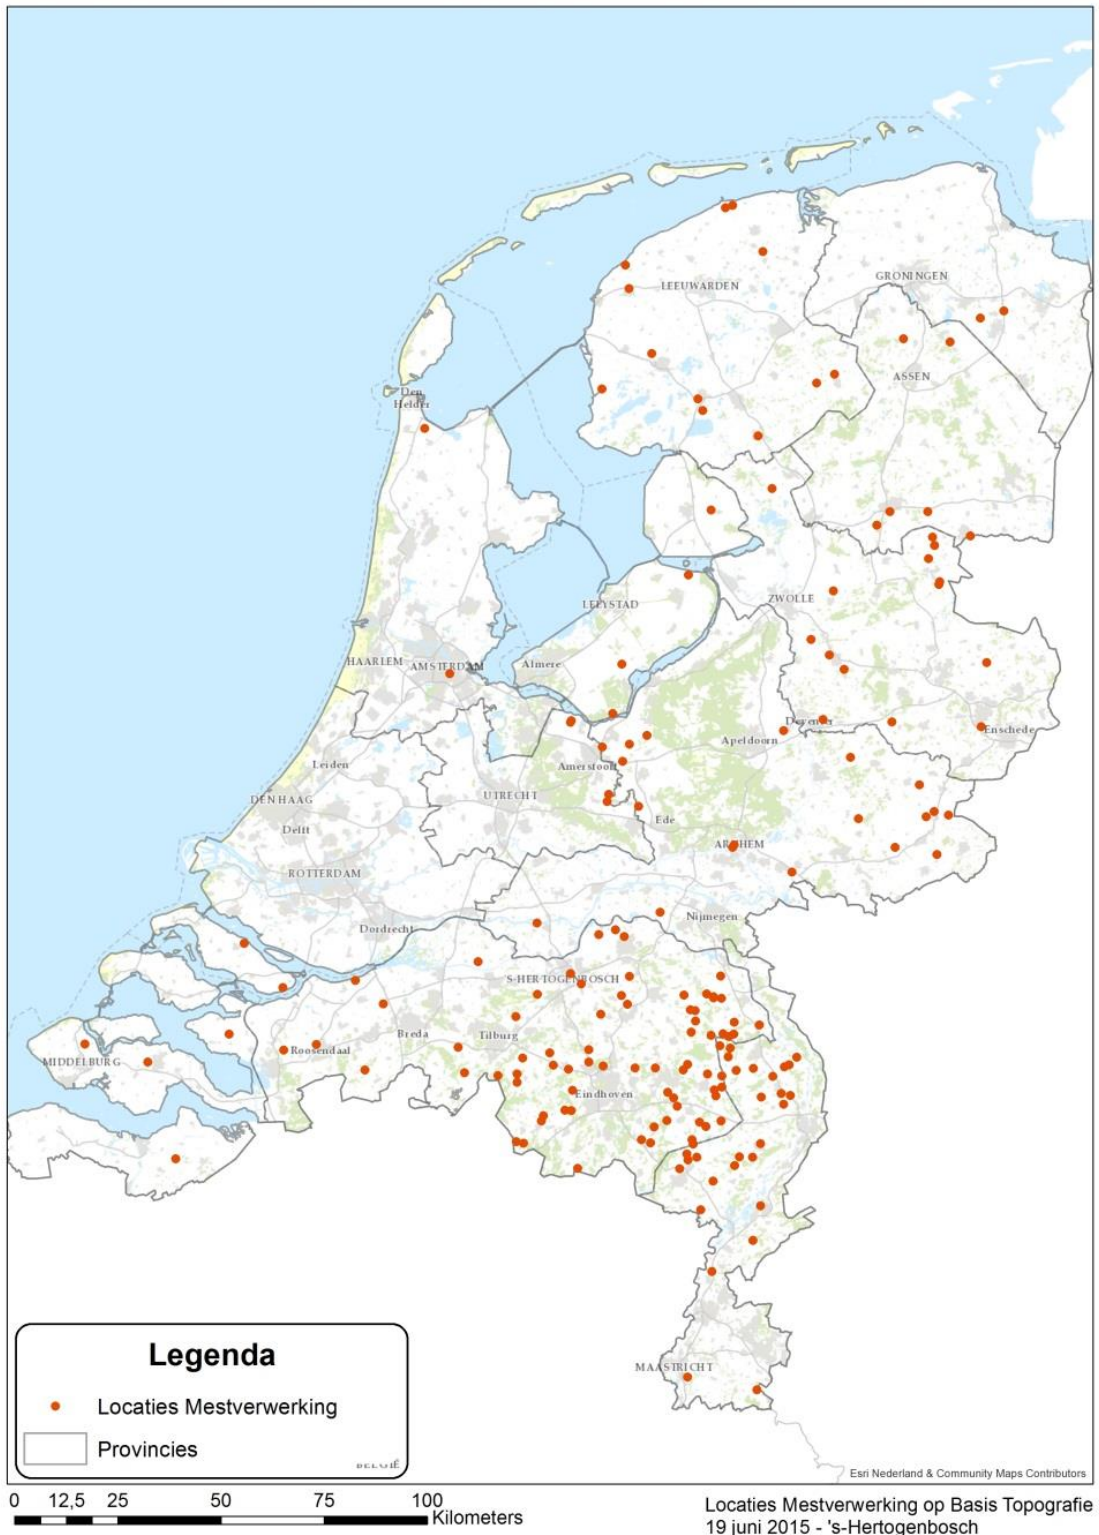 GRONINGEN
LEEUWARDEN
ASSEN
Den
Helder
ZWOLLE
LELYSTAD
HAARLEM
AMSTERDAM
Almere
Deventer
Enschede
Apeldoorn
Leiden
Amersfoort
UTRECHT
DEN HAAG
Ede
Delft
ARNHEM
ROTTERDAM
Nijmegen
Dordrecht
S-HERTOGENBOSCH
Breda
Tilburg
Roosendaal
MIDDELBURG
Eindhoven
MAASTRICHT
Legenda
Locaties Mestverwerking
Provincies
BELGIË
Esri Nederland & Community Maps Contributors
0 12,5 25 50 75 100
Kilometers
Locaties Mestverwerking op Basis Topografie
19 juni 2015 - 's-Hertogenbosch